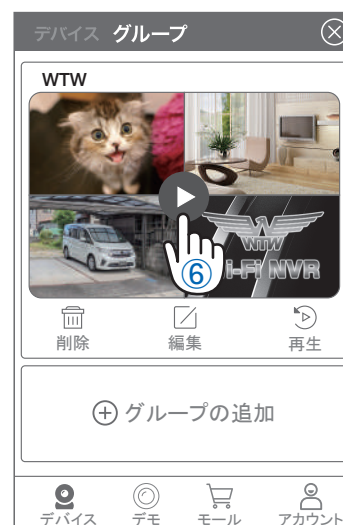 デバイス グループ
WTW
WTW
i-Fi NVR
⑥
削除 編集 再生
グループの追加
デバイス デモ モール アカウント